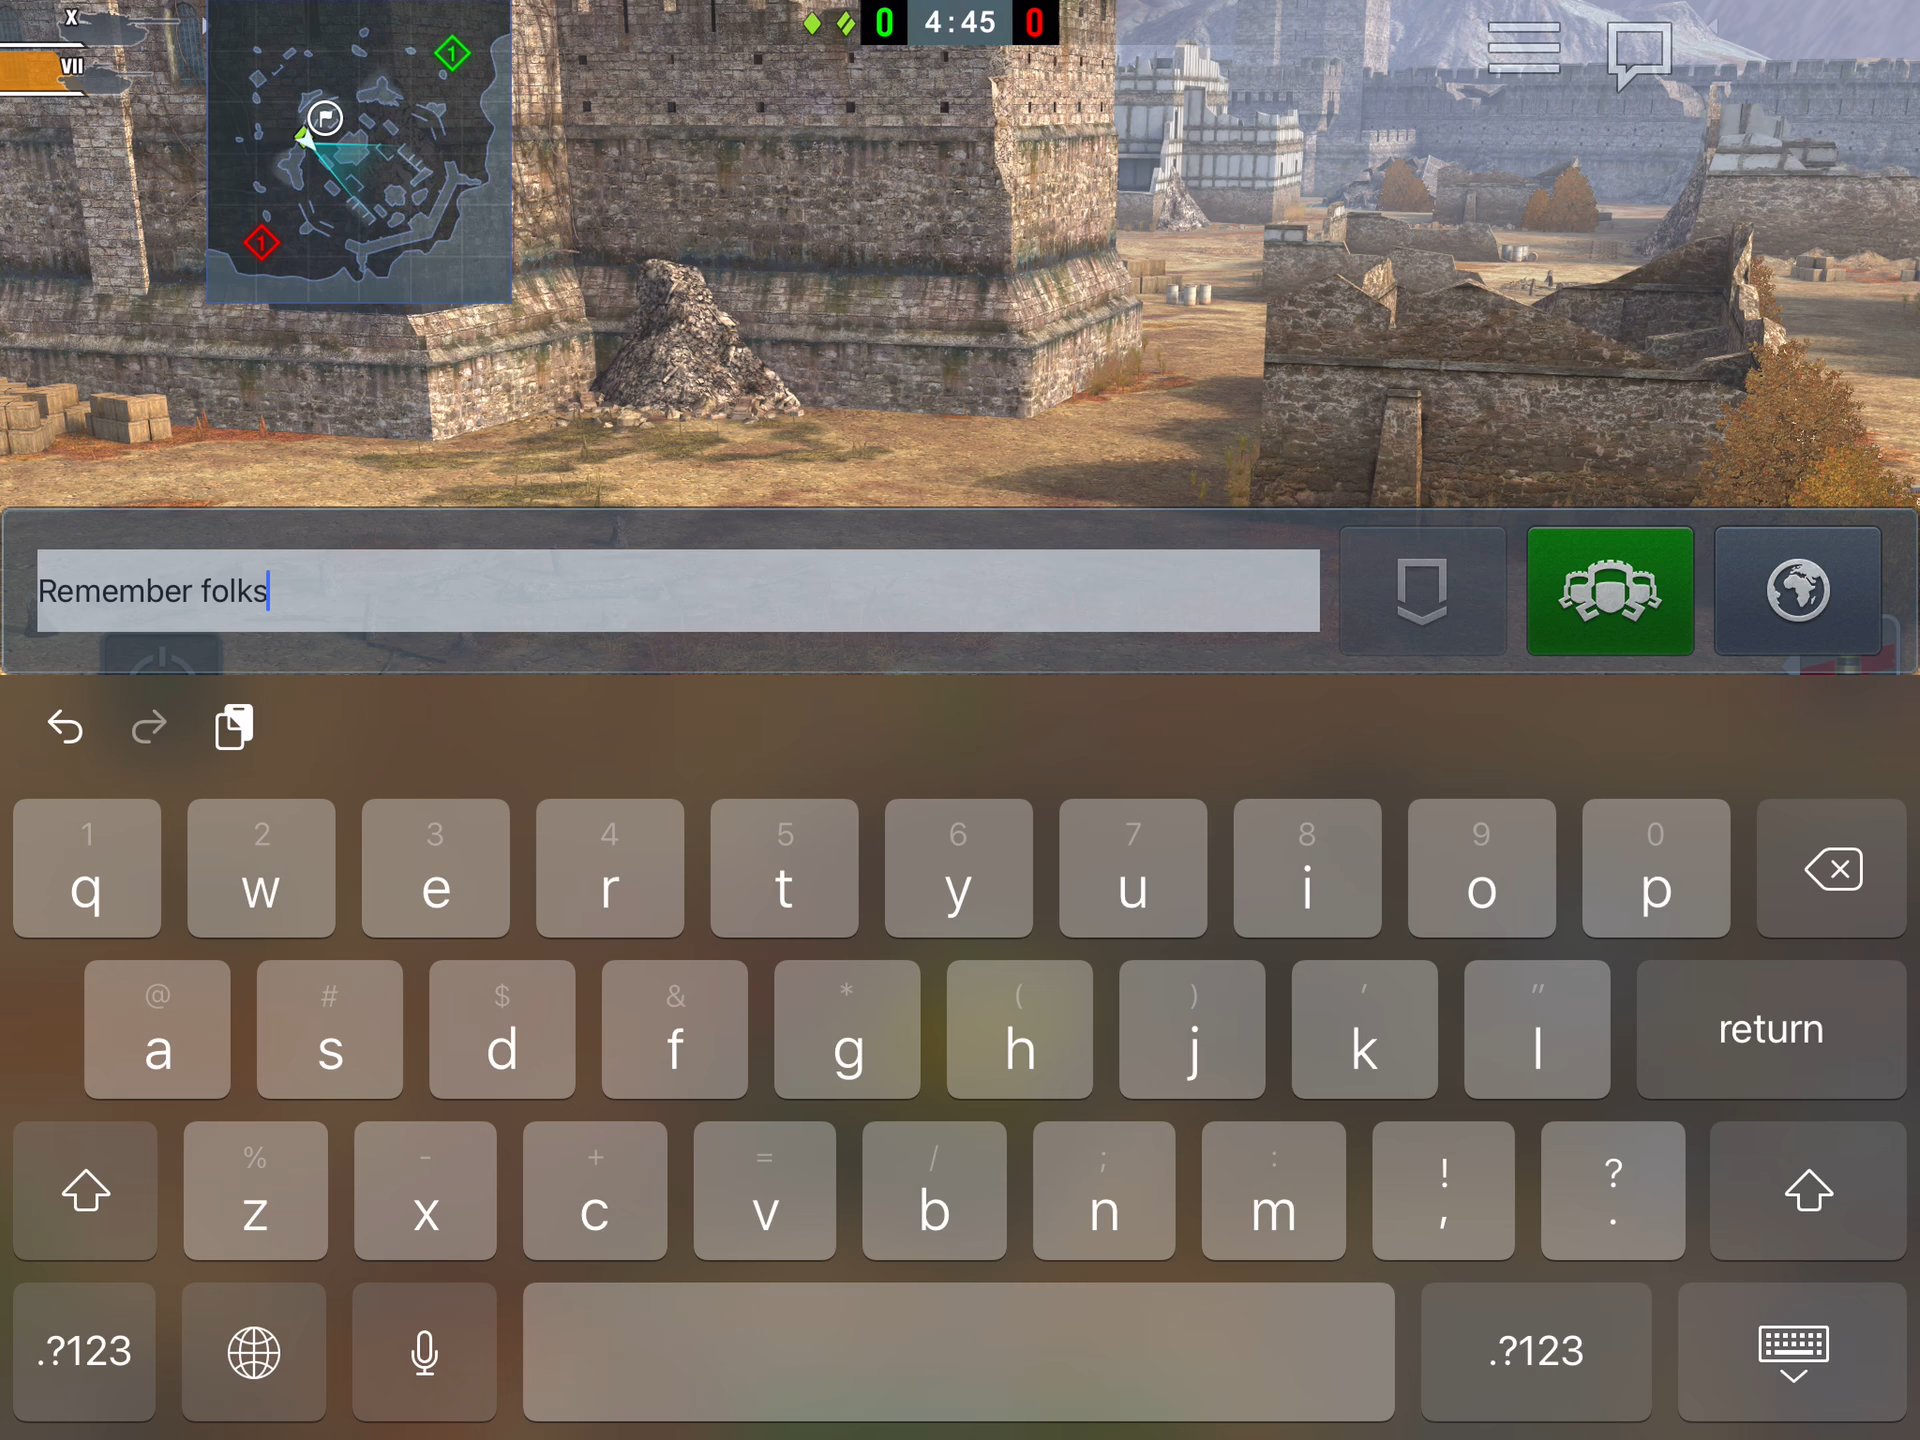 X
VII
1
1
0 4:45 0
Remember folks
1 2 3 4 5 6 7 8 9 0
q w e r t y u i o p
@ # $ & * ( ) ' "
a s d f g h j k l return
% - + = / ; : ! ?
z x c v b n m , .
.?123 .?123